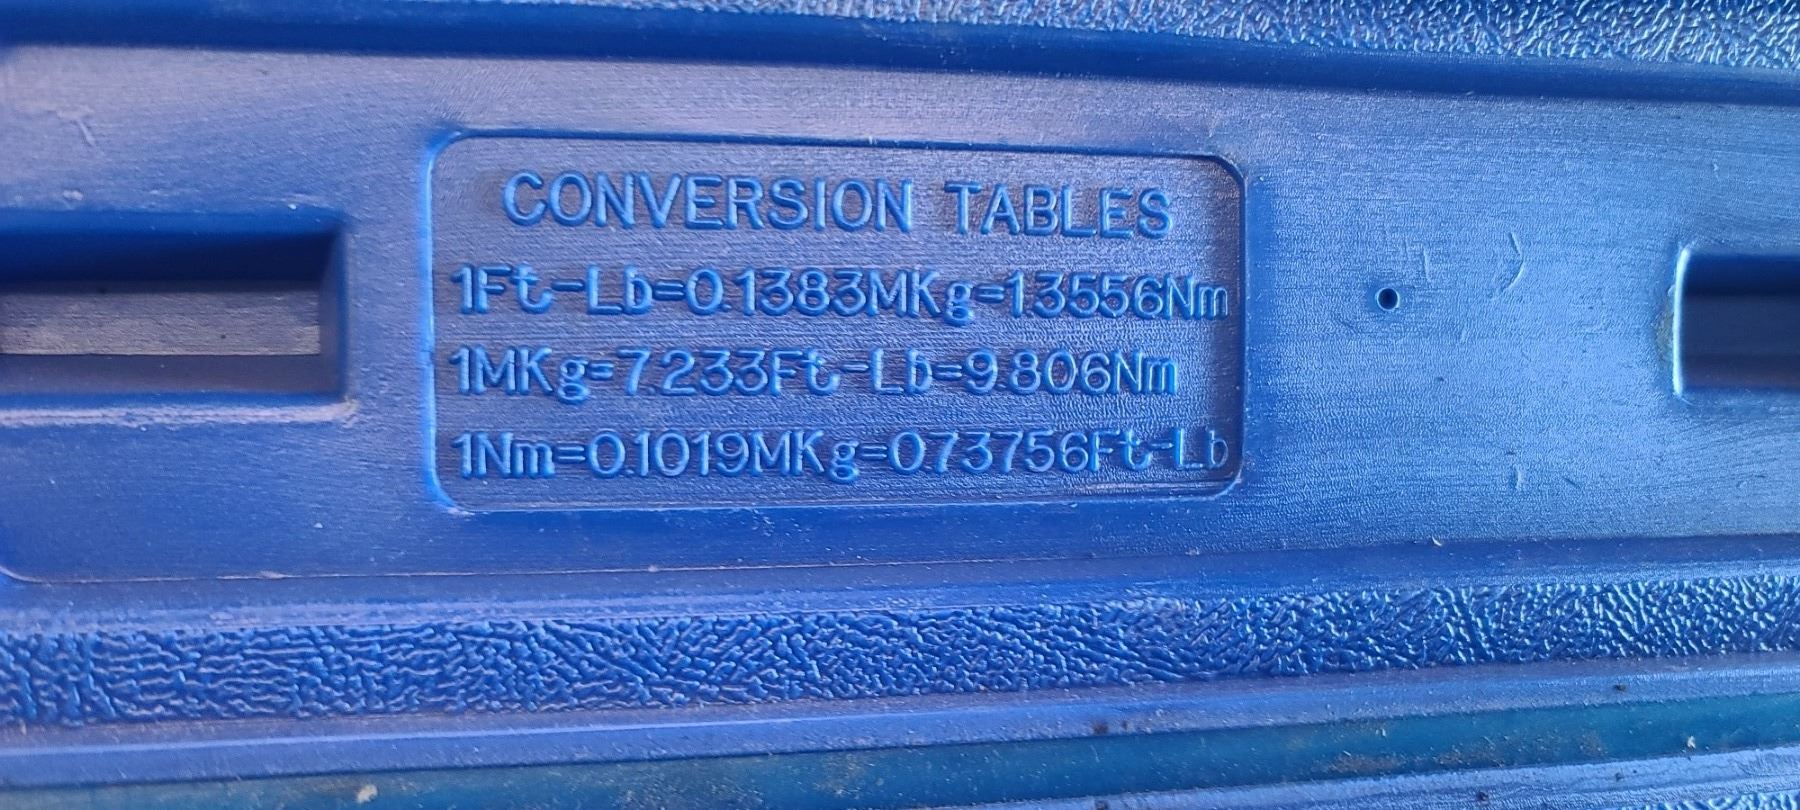 CONVERSION TABLES
1Ft-Lb=0.1383MKg=1.3556Nm
1MKg=7.233Ft-Lb=9.806Nm
1Nm=0.1019MKg=0.73756Ft-Lb